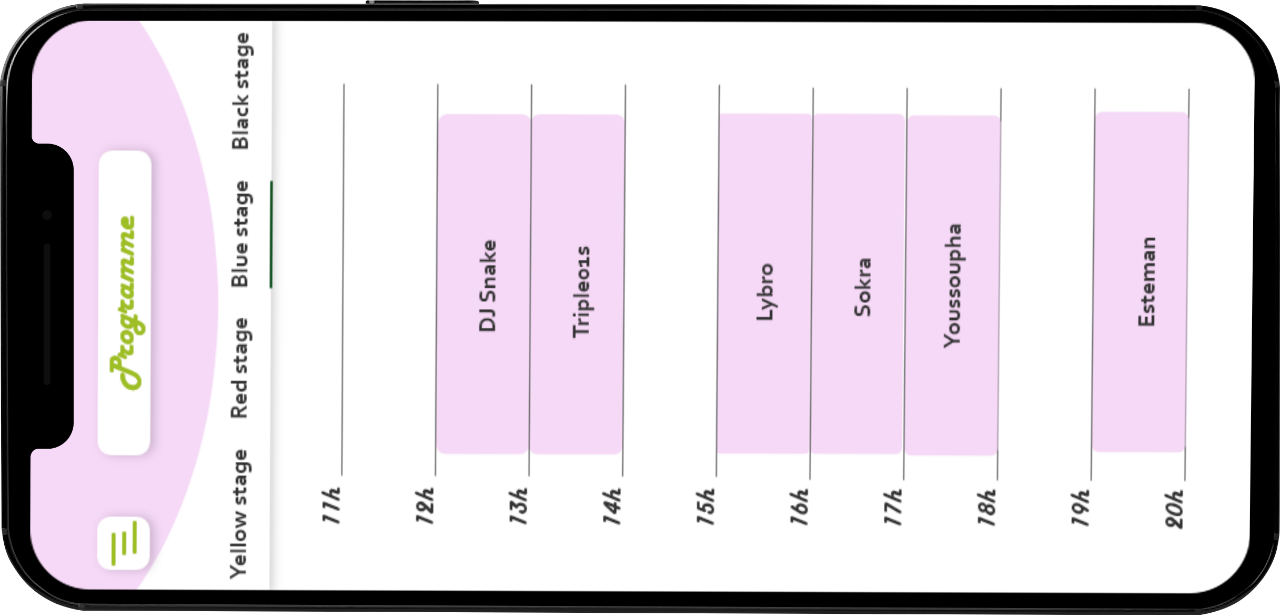 Programme
Yellow stage Red stage Blue stage Black stage
11h
12h
DJ Snake
13h
Triple01s
14h
15h
Lybro
16h
Sokra
17h
Youssoupha
18h
19h
Esteman
20h